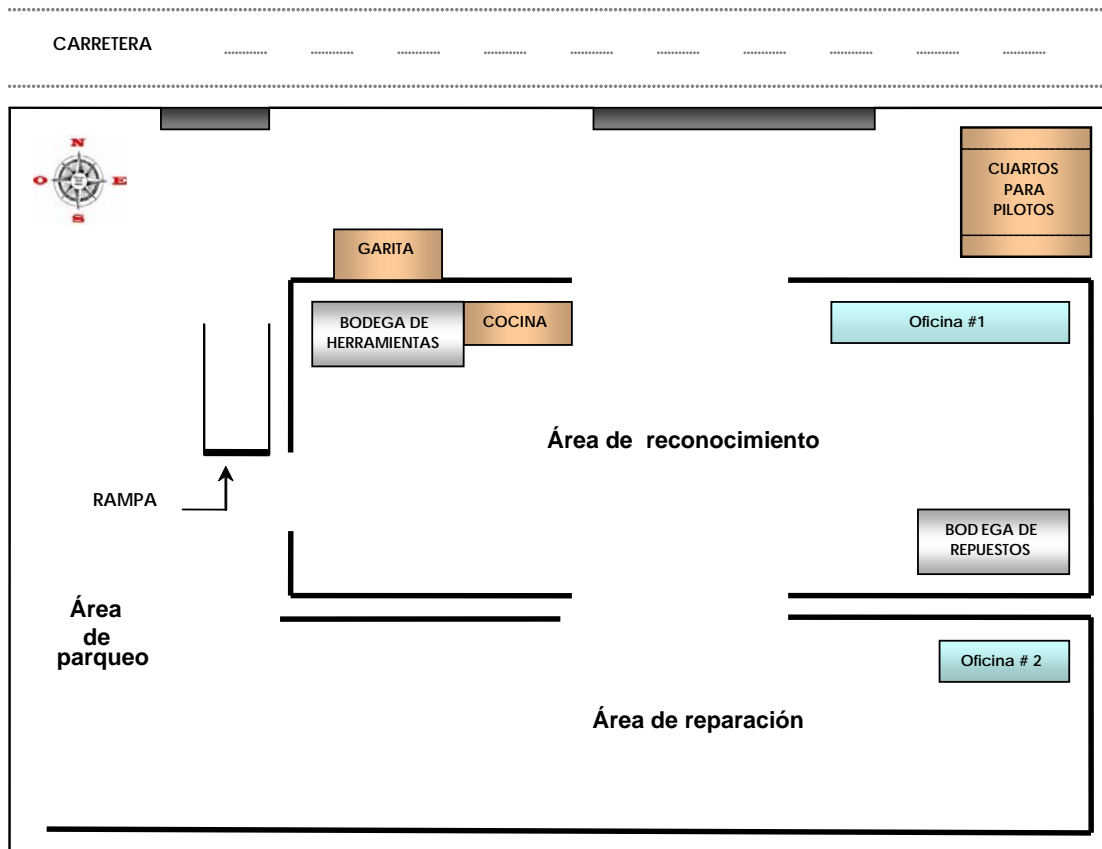 CARRETERA
N
O
E
S
CUARTOS
PARA
PILOTOS
GARITA
BODEGA DE
HERRAMIENTAS
COCINA
Oficina #1
Área de reconocimiento
RAMPA
BODEGA DE
REPUESTOS
Área
de
parqueo
Oficina # 2
Área de reparación